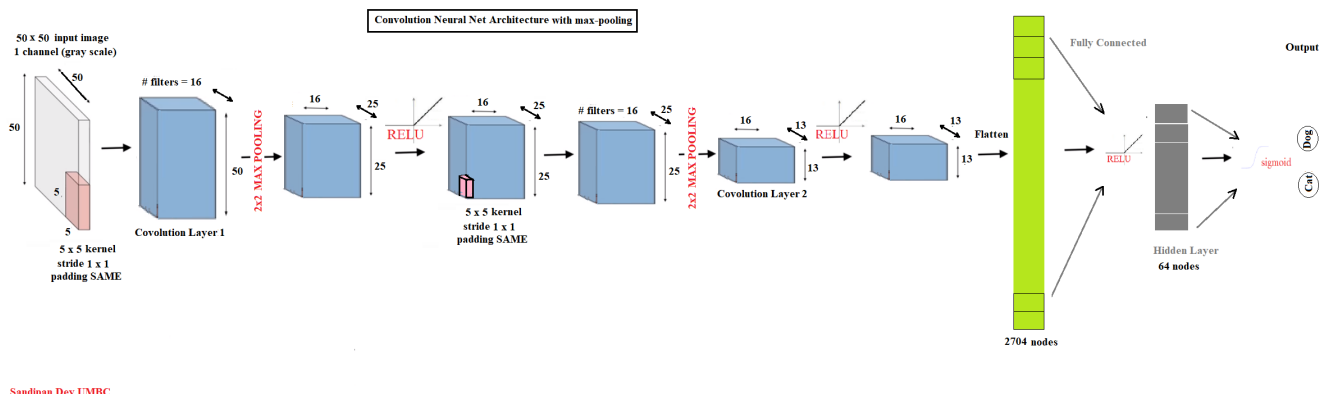 Convolution Neural Net Architecture with max-pooling
50 x 50 input image
1 channel (gray scale)
50
50
5
5
5 x 5 kernel
stride 1 x 1
padding SAME
# filters = 16
50
Covolution Layer 1
2x2 MAX POOLING
16
25
25
RELU
16
25
25
5 x 5 kernel
stride 1 x 1
padding SAME
# filters = 16
25
25
2x2 MAX POOLING
16
13
13
Covolution Layer 2
RELU
16
13
13
Flatten
2704 nodes
Fully Connected
RELU
Hidden Layer
64 nodes
sigmoid
Output
Dog
Cat
Sandipan Dey UMBC